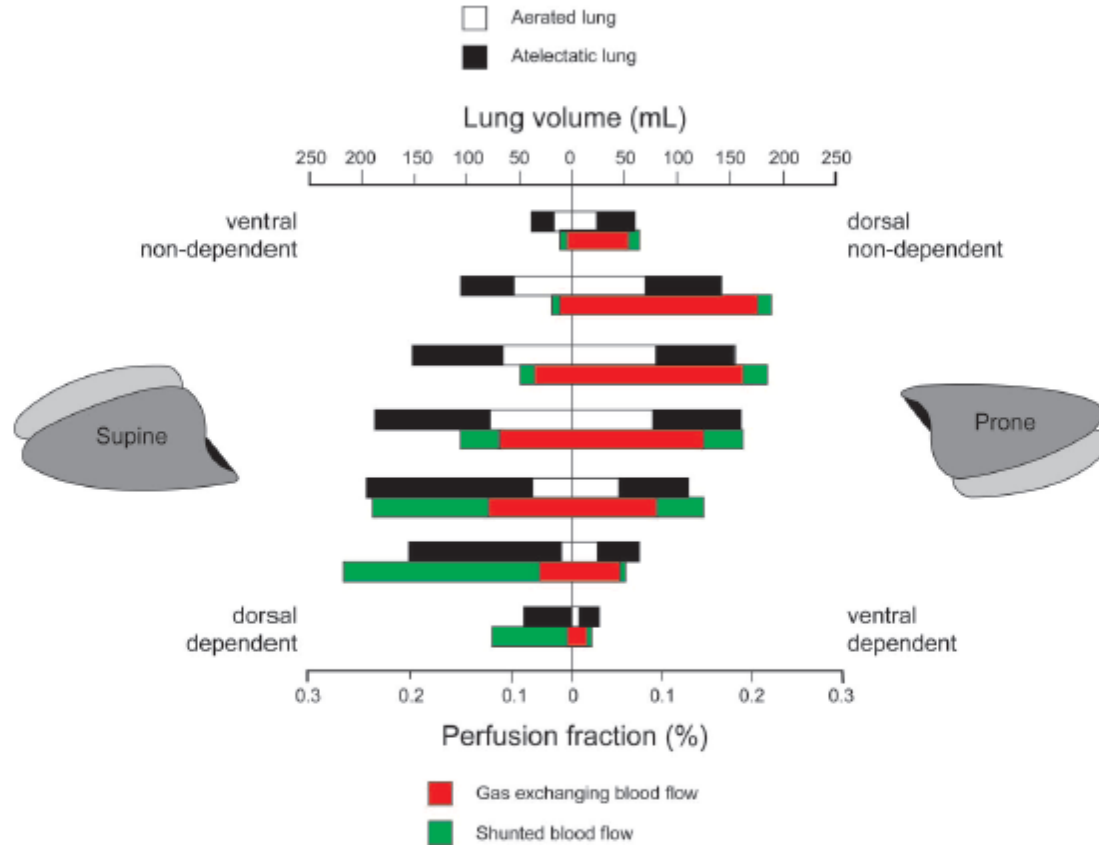 Aerated lung
Atelectatic lung
Lung volume (mL)
250 200 150 100 50 0 50 100 150 200 250
ventral
non-dependent
dorsal
non-dependent
Supine
Prone
dorsal
dependent
ventral
dependent
0.3 0.2 0.1 0 0.1 0.2 0.3
Perfusion fraction (%)
Gas exchanging blood flow
Shunted blood flow